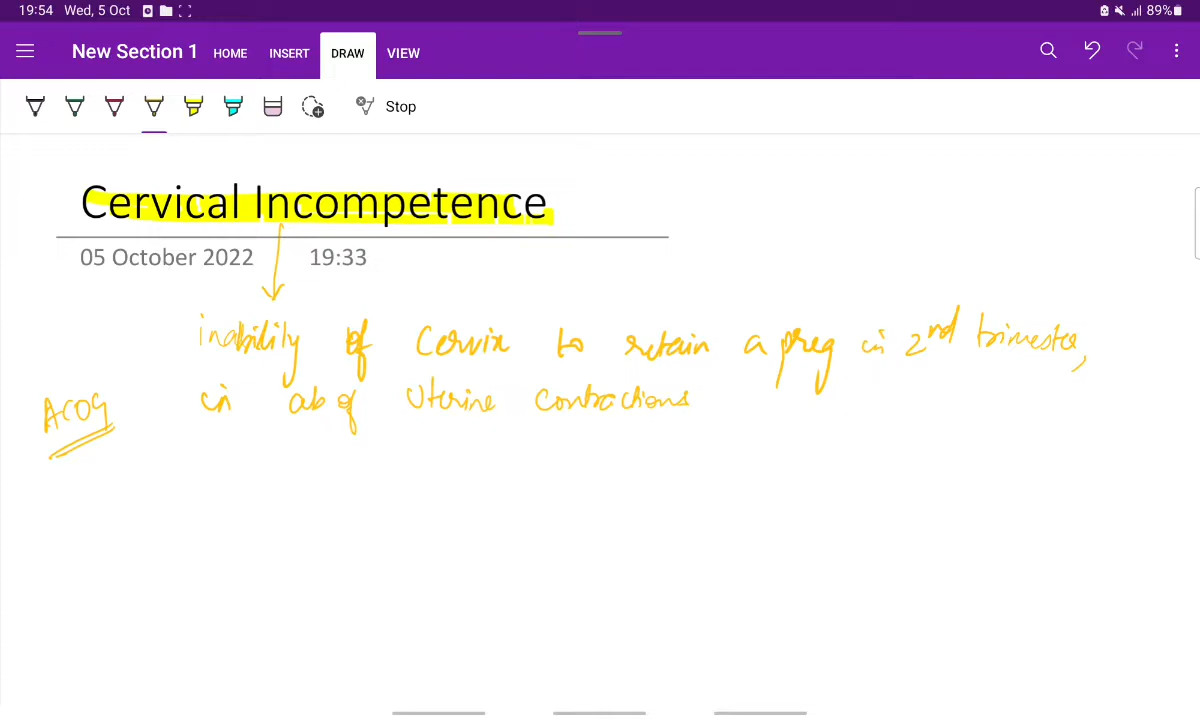 19:54 Wed, 5 Oct 89%
New Section 1 HOME INSERT DRAW VIEW
Stop
Cervical Incompetence
05 October 2022 19:33
inability of Cervix to retain a preg in 2nd trimester,
in ab of Uterine Contractions
ACOG